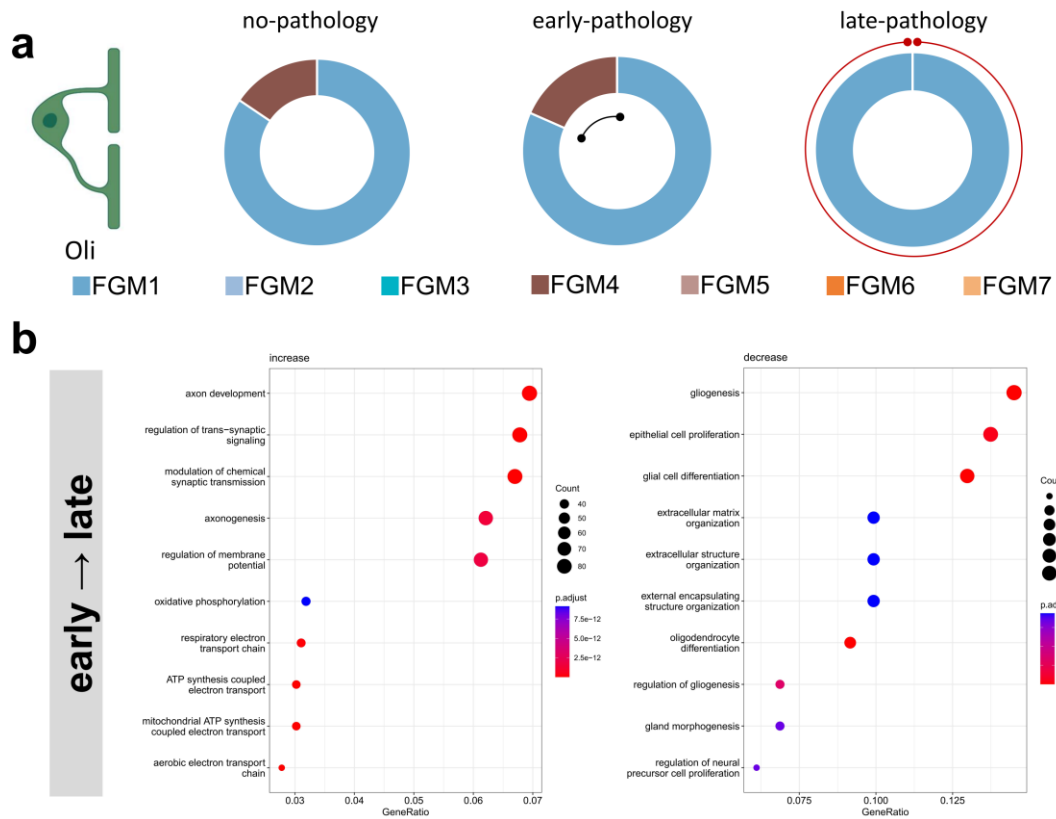 a
no-pathology
early-pathology
late-pathology
Oli
FGM1
FGM2
FGM3
FGM4
FGM5
FGM6
FGM7
b
early → late
increase
axon development
regulation of trans−synaptic
signaling
modulation of chemical
synaptic transmission
axonogenesis
regulation of membrane
potential
oxidative phosphorylation
respiratory electron
transport chain
ATP synthesis coupled
electron transport
mitochondrial ATP synthesis
coupled electron transport
aerobic electron transport
chain
0.03
0.04
0.05
0.06
0.07
GeneRatio
Count
40
50
60
70
80
p.adjust
7.5e−12
5.0e−12
2.5e−12
decrease
gliogenesis
epithelial cell proliferation
glial cell differentiation
extracellular matrix
organization
extracellular structure
organization
external encapsulating
structure organization
oligodendrocyte
differentiation
regulation of gliogenesis
gland morphogenesis
regulation of neural
precursor cell proliferation
0.075
0.100
0.125
GeneRatio
Cou
p.adj